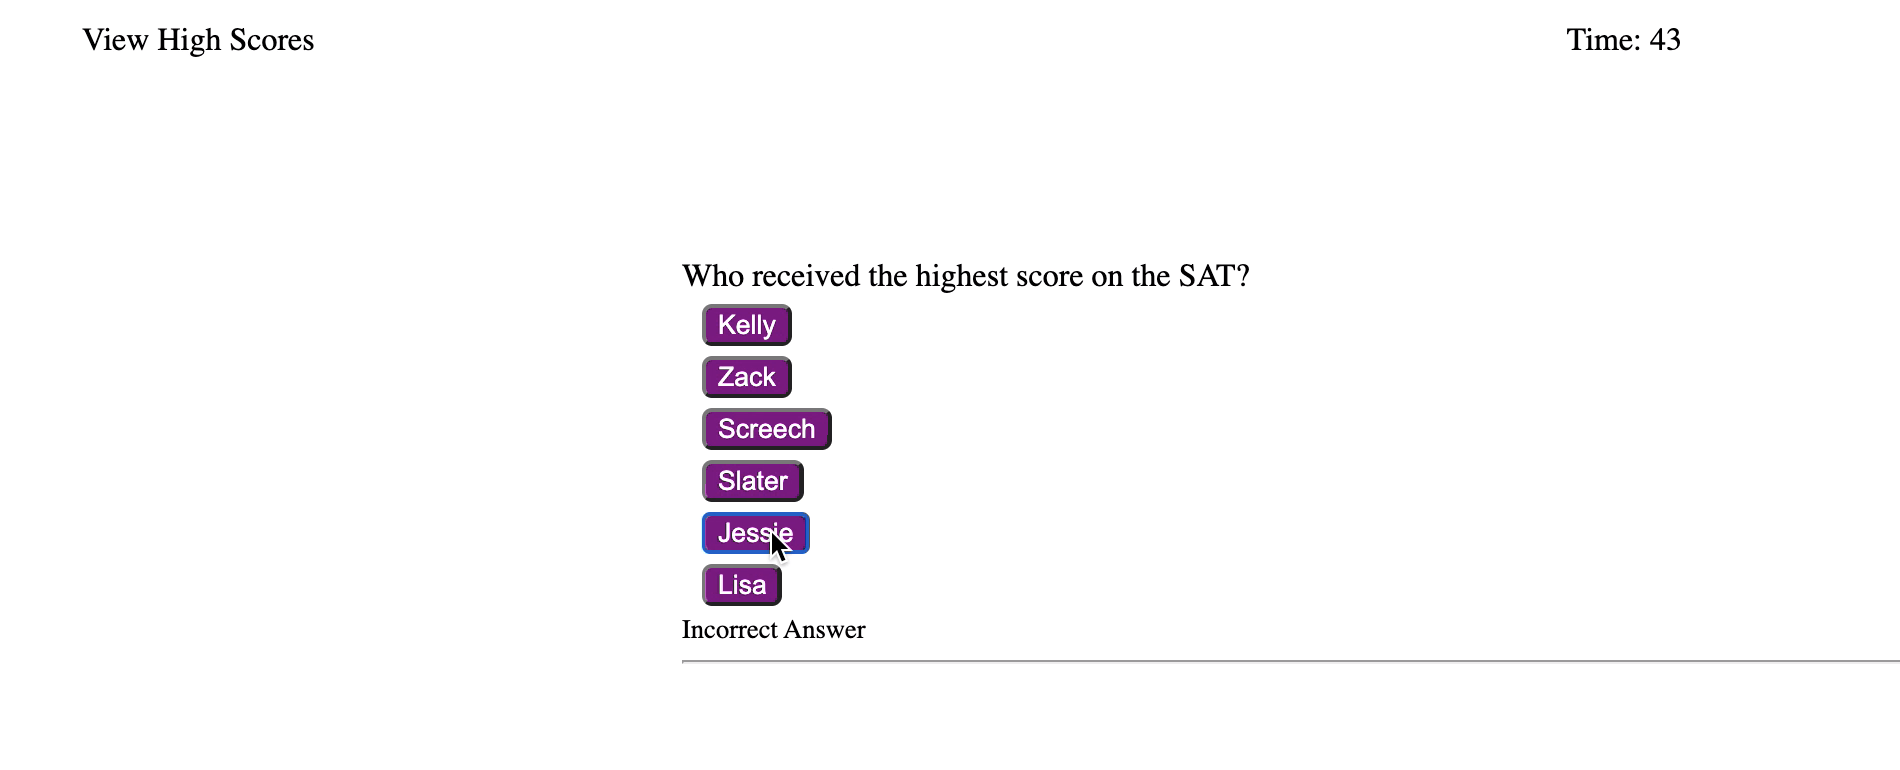 View High Scores
Time: 43
Who received the highest score on the SAT?
Kelly
Zack
Screech
Slater
Jessie
Lisa
Incorrect Answer